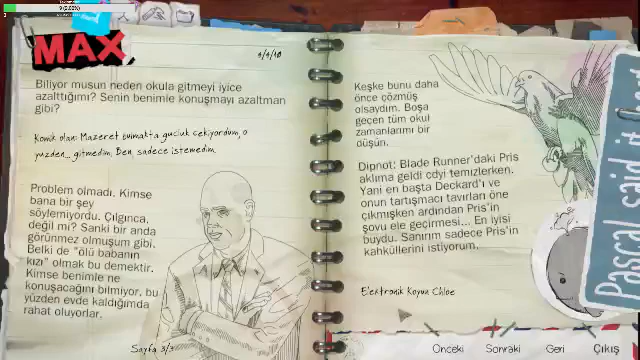 MAX
4/4/10
Biliyor musun neden okula gitmeyi iyice
azalttığımı? Senin benimle konuşmayı azaltman
gibi?
Komik olan: Mazeret bulmakta güçlük çekiyordum, o
yüzden... gitmedim. Ben sadece istemedim.
Problem olmadı. Kimse
bana bir şey
söylemiyordu. Çılgınca,
değil mi? Sanki bir anda
görünmez olmuşum gibi.
Belki de "ölü babanın
kızı" olmak bu demektir.
Kimse benimle ne
konuşacağını bilmiyor, bu
yüzden evde kaldığımda
rahat oluyorlar.
Sayfa 3/3
Keşke bunu daha
önce çözmüş
olsaydım. Boşa
geçen tüm okul
zamanlarımı bir
düşün.
Dipnot: Blade Runner'daki Pris
aklıma geldi cdyi temizlerken.
Yani en başta Deckard'ı ve
onun tartışmacı tavırları öne
çıkmışken ardından Pris'in
şovu ele geçirmesi... En iyisi
buydu. Sanırım sadece Pris'in
kahküllerini istiyorum.
Elektronik Koyun Chloe
Pascal said it best
Önceki Sonraki Geri Çıkış